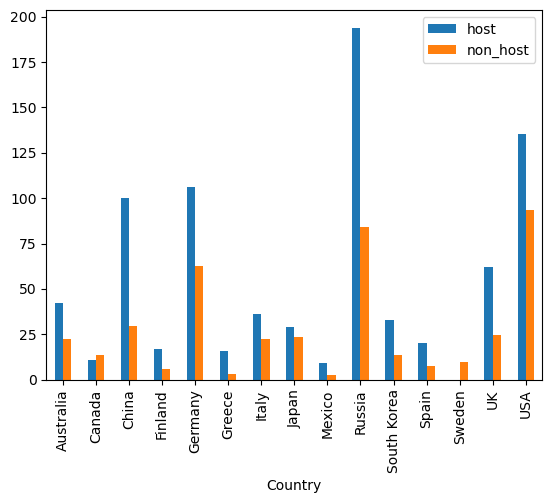 200
175
150
125
100
75
50
25
0
host
non_host
Australia
Canada
China
Finland
Germany
Greece
Italy
Japan
Mexico
Russia
South Korea
Spain
Sweden
UK
USA
Country